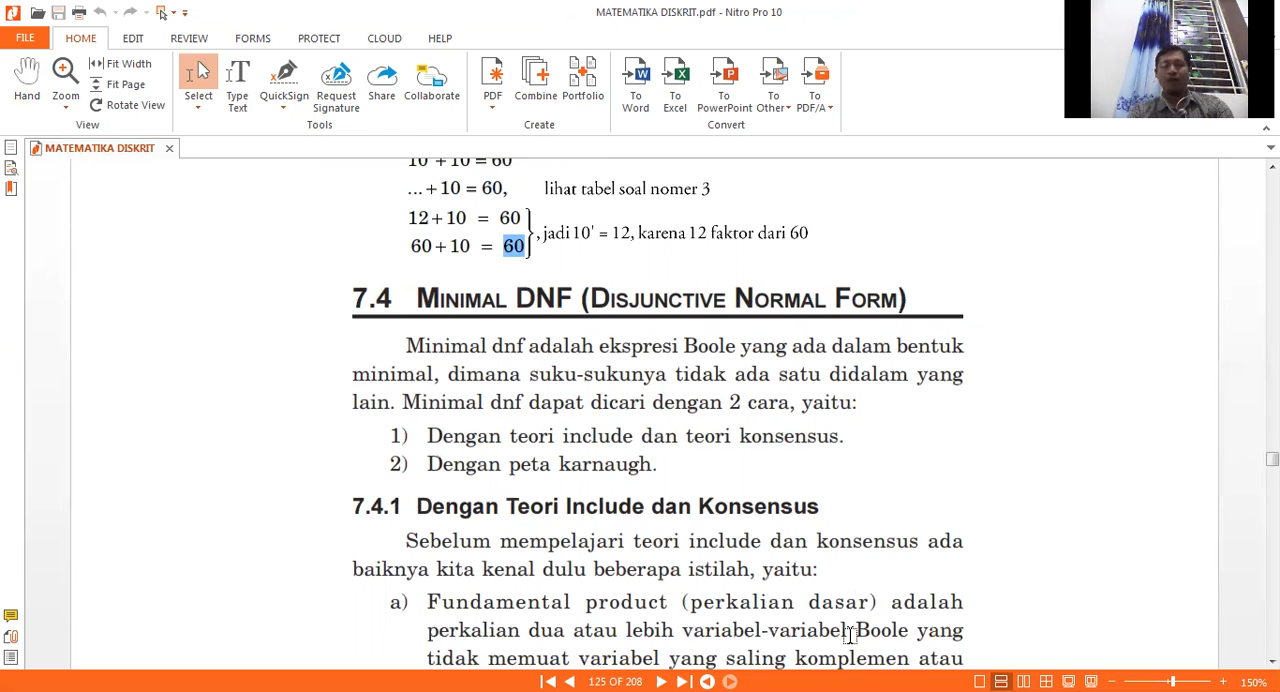 MATEMATIKA DISKRIT.pdf - Nitro Pro 10
FILE HOME EDIT REVIEW FORMS PROTECT CLOUD HELP
Hand Zoom Fit Width Fit Page Rotate View
View
Select Type Text QuickSign Request Signature Share Collaborate
Tools
PDF Combine Portfolio
Create
To Word To Excel To PowerPoint To Other To PDF/A
Convert
MATEMATIKA DISKRIT
10' + 10 = 60
... + 10 = 60, lihat tabel soal nomer 3
12 + 10 = 60
60 + 10 = 60
, jadi 10' = 12, karena 12 faktor dari 60
7.4 MINIMAL DNF (DISJUNCTIVE NORMAL FORM)
Minimal dnf adalah ekspresi Boole yang ada dalam bentuk
minimal, dimana suku-sukunya tidak ada satu didalam yang
lain. Minimal dnf dapat dicari dengan 2 cara, yaitu:
1) Dengan teori include dan teori konsensus.
2) Dengan peta karnaugh.
7.4.1 Dengan Teori Include dan Konsensus
Sebelum mempelajari teori include dan konsensus ada
baiknya kita kenal dulu beberapa istilah, yaitu:
a) Fundamental product (perkalian dasar) adalah
perkalian dua atau lebih variabel-variabel Boole yang
tidak memuat variabel yang saling komplemen atau
125 OF 208
150%